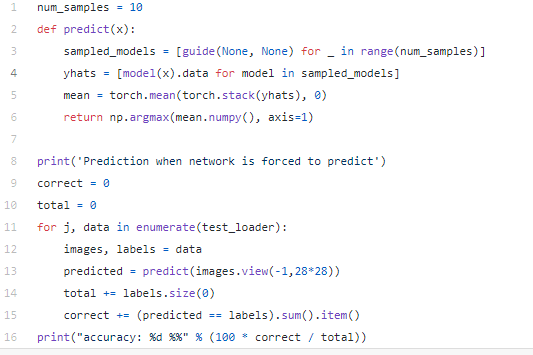 1 num_samples = 10
2 def predict(x):
3     sampled_models = [guide(None, None) for _ in range(num_samples)]
4     yhats = [model(x).data for model in sampled_models]
5     mean = torch.mean(torch.stack(yhats), 0)
6     return np.argmax(mean.numpy(), axis=1)
7
8 print('Prediction when network is forced to predict')
9 correct = 0
10 total = 0
11 for j, data in enumerate(test_loader):
12     images, labels = data
13     predicted = predict(images.view(-1,28*28))
14     total += labels.size(0)
15     correct += (predicted == labels).sum().item()
16 print("accuracy: %d %%" % (100 * correct / total))